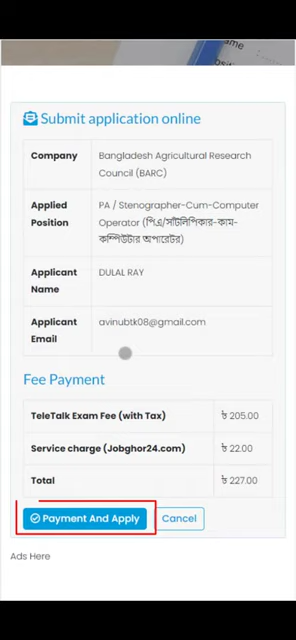 ame
Submit application online
Company
Bangladesh Agricultural Research
Council (BARC)
Applied
Position
PA / Stenographer-Cum-Computer
Operator (পিএ/সাঁটলিপিকার-কাম-
কম্পিউটার অপারেটর)
Applicant
Name
DULAL RAY
Applicant
Email
avinubtk08@gmail.com
Fee Payment
TeleTalk Exam Fee (with Tax)
৳ 205.00
Service charge (Jobghor24.com)
৳ 22.00
Total
৳ 227.00
Payment And Apply
Cancel
Ads Here